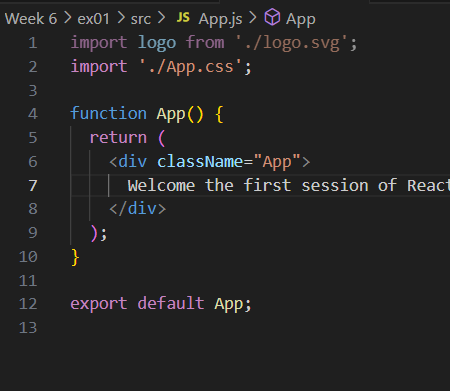 Week 6 > ex01 > src > JS App.js > App
1 import logo from './logo.svg';
2 import './App.css';
3
4 function App() {
5 return (
6 <div className="App">
7 Welcome the first session of React
8 </div>
9 );
10 }
11
12 export default App;
13